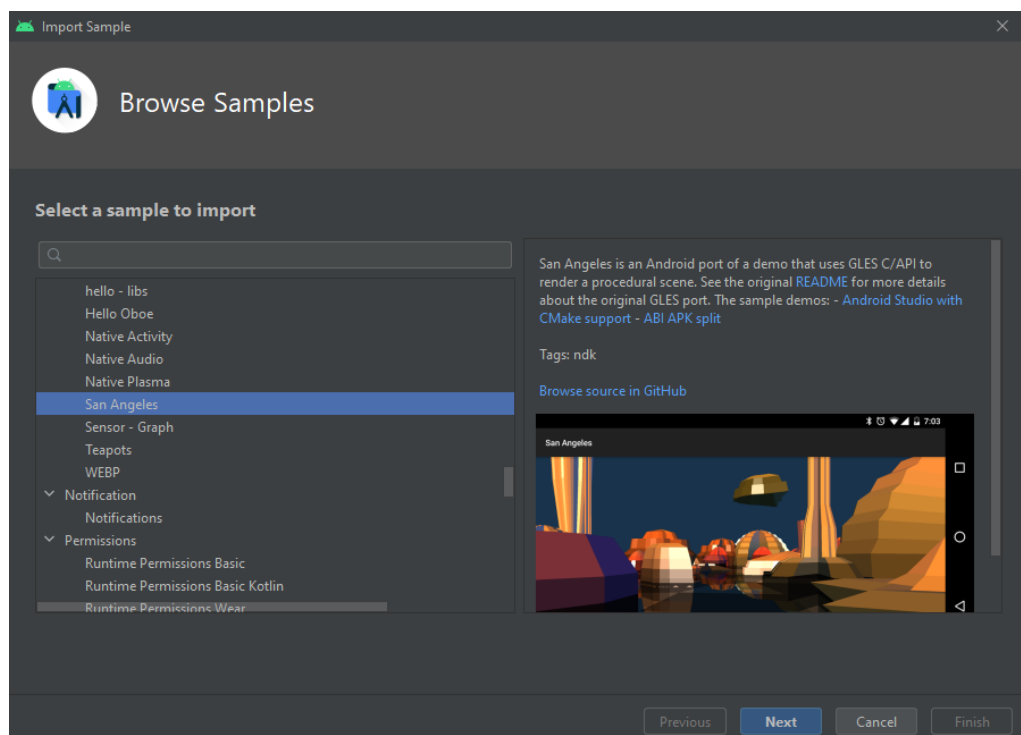 Import Sample
Browse Samples
Select a sample to import
hello - libs
Hello Oboe
Native Activity
Native Audio
Native Plasma
San Angeles
Sensor - Graph
Teapots
WEBP
Notification
Notifications
Permissions
Runtime Permissions Basic
Runtime Permissions Basic Kotlin
Runtime Permissions Wear
San Angeles is an Android port of a demo that uses GLES C/API to
render a procedural scene. See the original README for more details
about the original GLES port. The sample demos: - Android Studio with
CMake support - ABI APK split
Tags: ndk
Browse source in GitHub
7:03
San Angeles
Previous
Next
Cancel
Finish